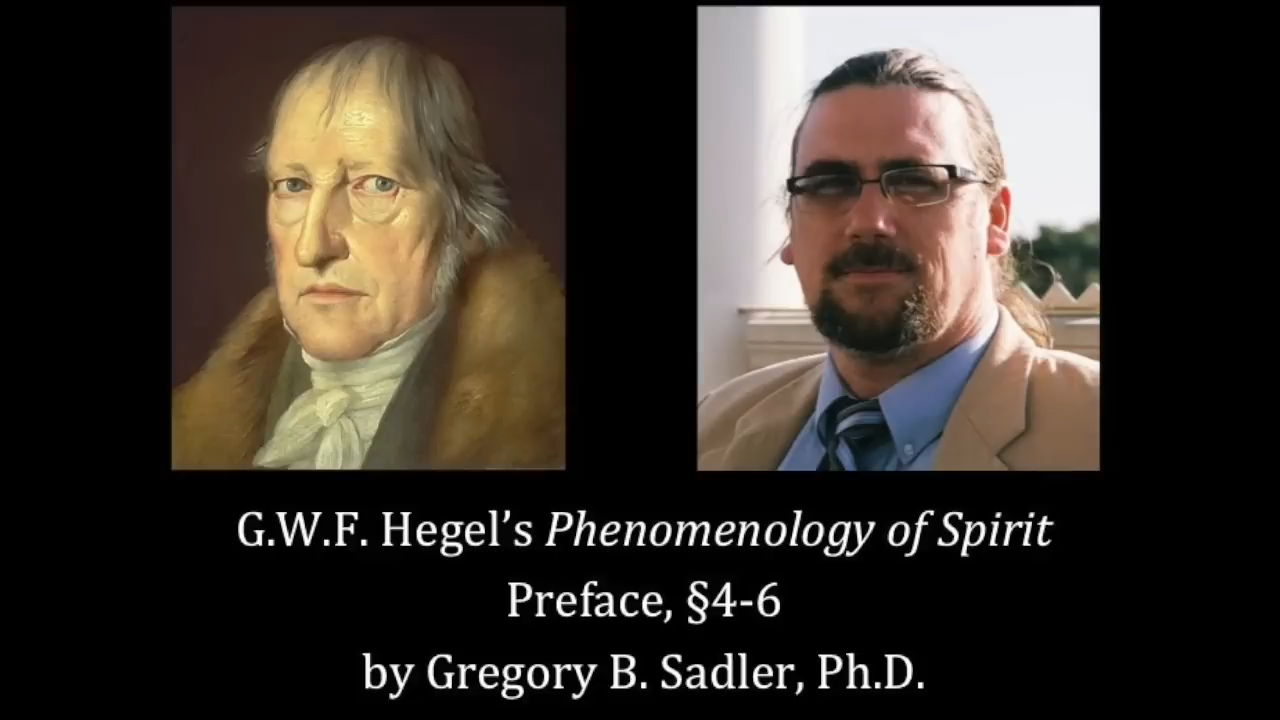 G.W.F. Hegel’s Phenomenology of Spirit
Preface, §4-6
by Gregory B. Sadler, Ph.D.